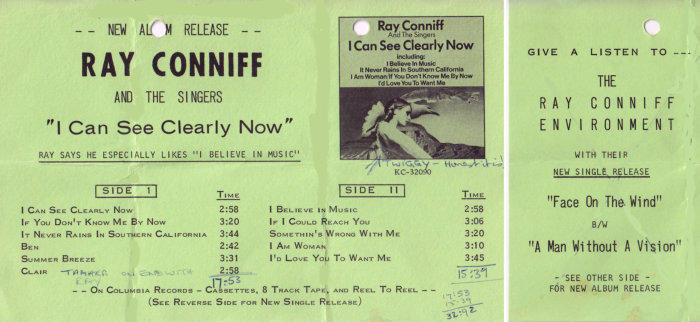 -- NEW ALBUM RELEASE --
RAY CONNIFF
AND THE SINGERS
"I Can See Clearly Now"
RAY SAYS HE ESPECIALLY LIKES "I BELIEVE IN MUSIC"
Ray Conniff
And The Singers
I Can See Clearly Now
including:
I Believe In Music
It Never Rains In Southern California
I Am Woman/If You Don't Know Me By Now
I'd Love You To Want Me
TWIGGY -
KC-32090
SIDE I TIME
I CAN SEE CLEARLY NOW 2:58
IF YOU DON'T KNOW ME BY NOW 3:20
IT NEVER RAINS IN SOUTHERN CALIFORNIA 3:44
BEN 2:42
SUMMER BREEZE 3:31
CLAIR TAMARA ON END WITH RAY 2:58
17:53
SIDE II TIME
I BELIEVE IN MUSIC 2:58
IF I COULD REACH YOU 3:06
SOMETHIN'S WRONG WITH ME 2:20
I AM WOMAN 3:10
I'D LOVE YOU TO WANT ME 3:45
15:39
17:53
15:39
32:92
-- ON COLUMBIA RECORDS - CASSETTES, 8 TRACK TAPE, AND REEL TO REEL --
(SEE REVERSE SIDE FOR NEW SINGLE RELEASE)
GIVE A LISTEN TO ---
THE
RAY CONNIFF
ENVIRONMENT
WITH THEIR
NEW SINGLE RELEASE
"Face On The Wind"
B/W
"A Man Without A Vision"
- SEE OTHER SIDE -
FOR NEW ALBUM RELEASE